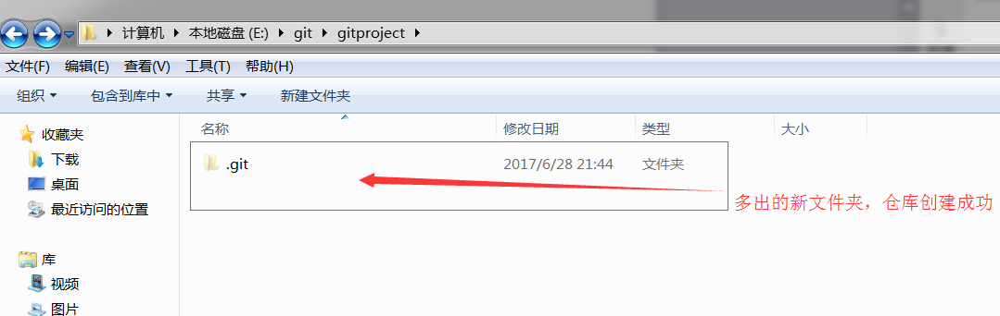 计算机 本地磁盘 (E:) git gitproject
文件(F) 编辑(E) 查看(V) 工具(T) 帮助(H)
组织 包含到库中 共享 新建文件夹
收藏夹
下载
桌面
最近访问的位置
库
视频
图片
名称 修改日期 类型 大小
.git 2017/6/28 21:44 文件夹
多出的新文件夹，仓库创建成功